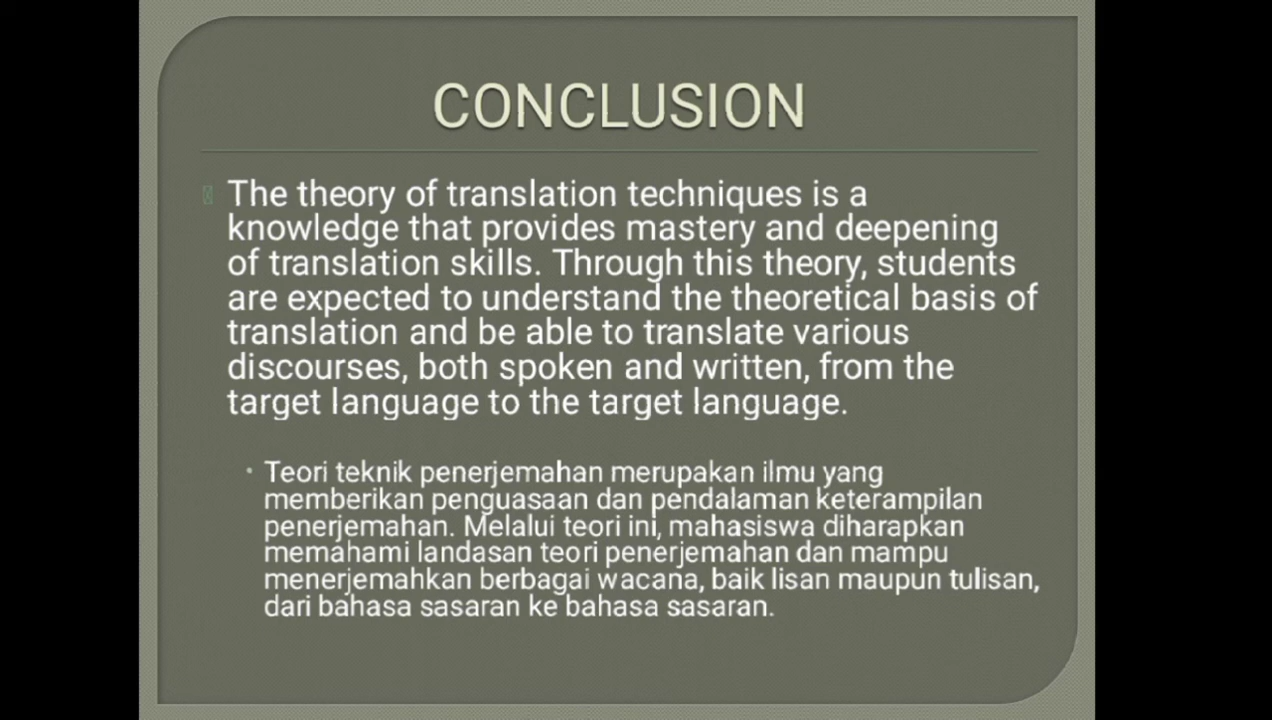 CONCLUSION
The theory of translation techniques is a
knowledge that provides mastery and deepening
of translation skills. Through this theory, students
are expected to understand the theoretical basis of
translation and be able to translate various
discourses, both spoken and written, from the
target language to the target language.
• Teori teknik penerjemahan merupakan ilmu yang
memberikan penguasaan dan pendalaman keterampilan
penerjemahan. Melalui teori ini, mahasiswa diharapkan
memahami landasan teori penerjemahan dan mampu
menerjemahkan berbagai wacana, baik lisan maupun tulisan,
dari bahasa sasaran ke bahasa sasaran.